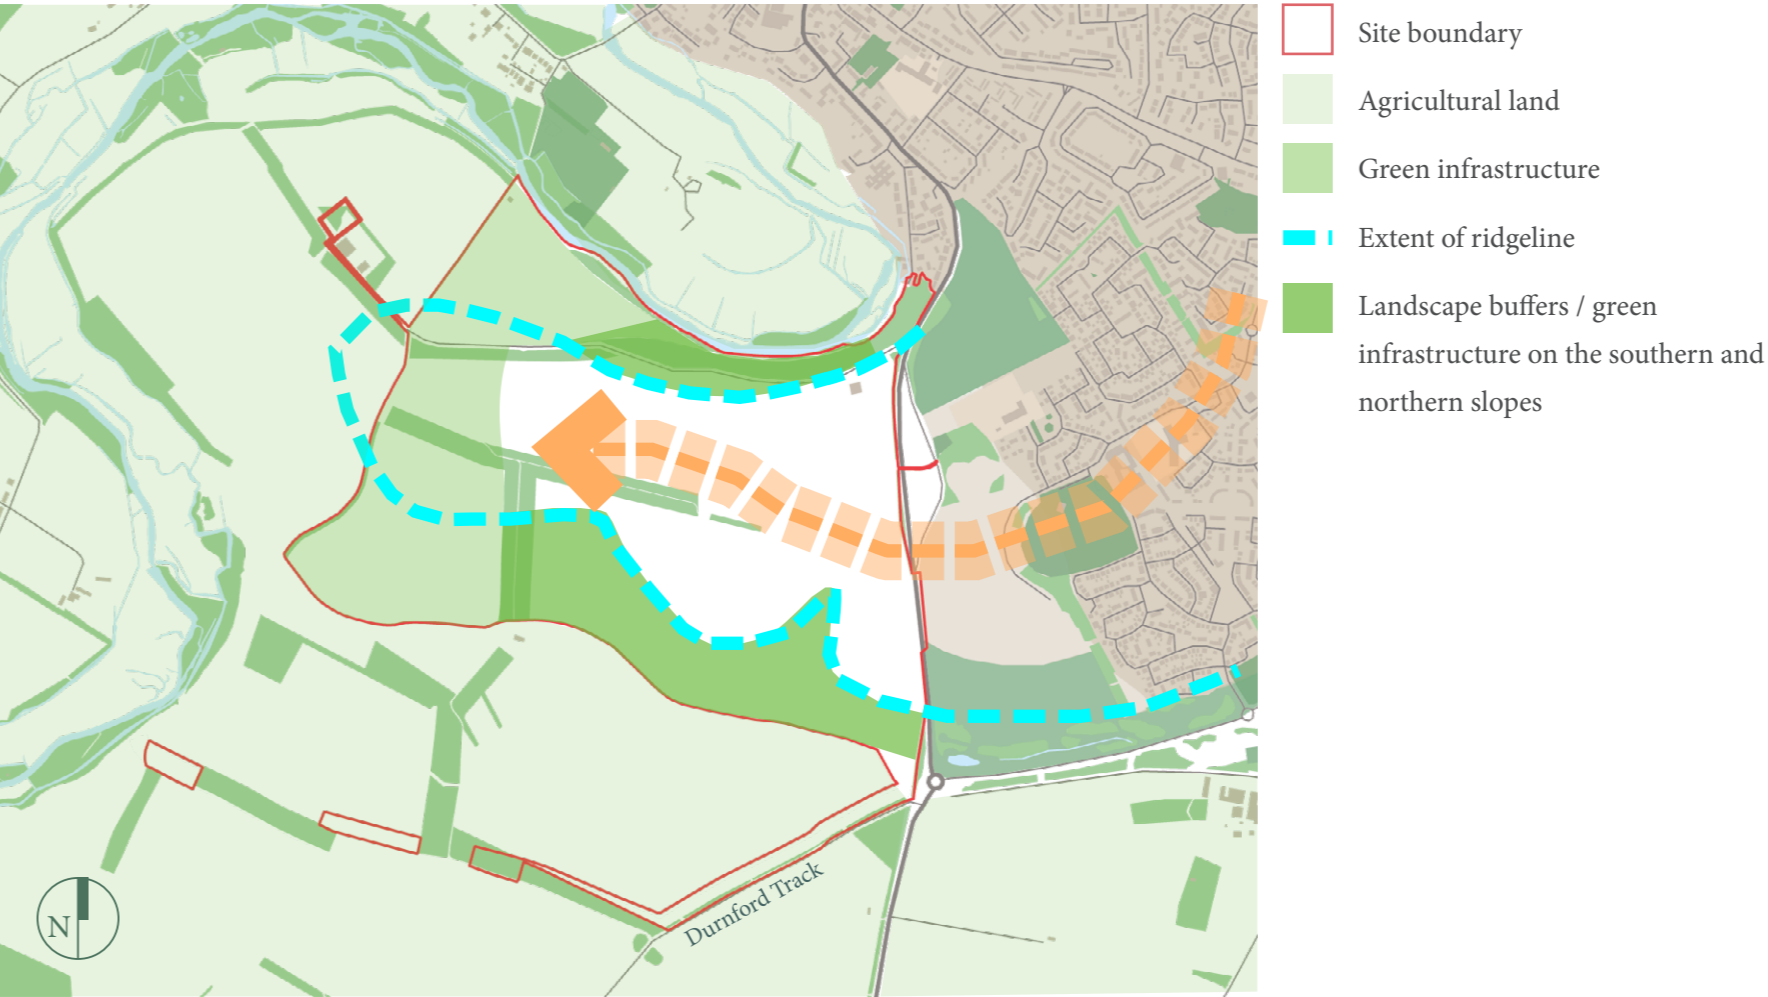 Site boundary
Agricultural land
Green infrastructure
Extent of ridgeline
Landscape buffers / green
infrastructure on the southern and
northern slopes
Durnford Track
N